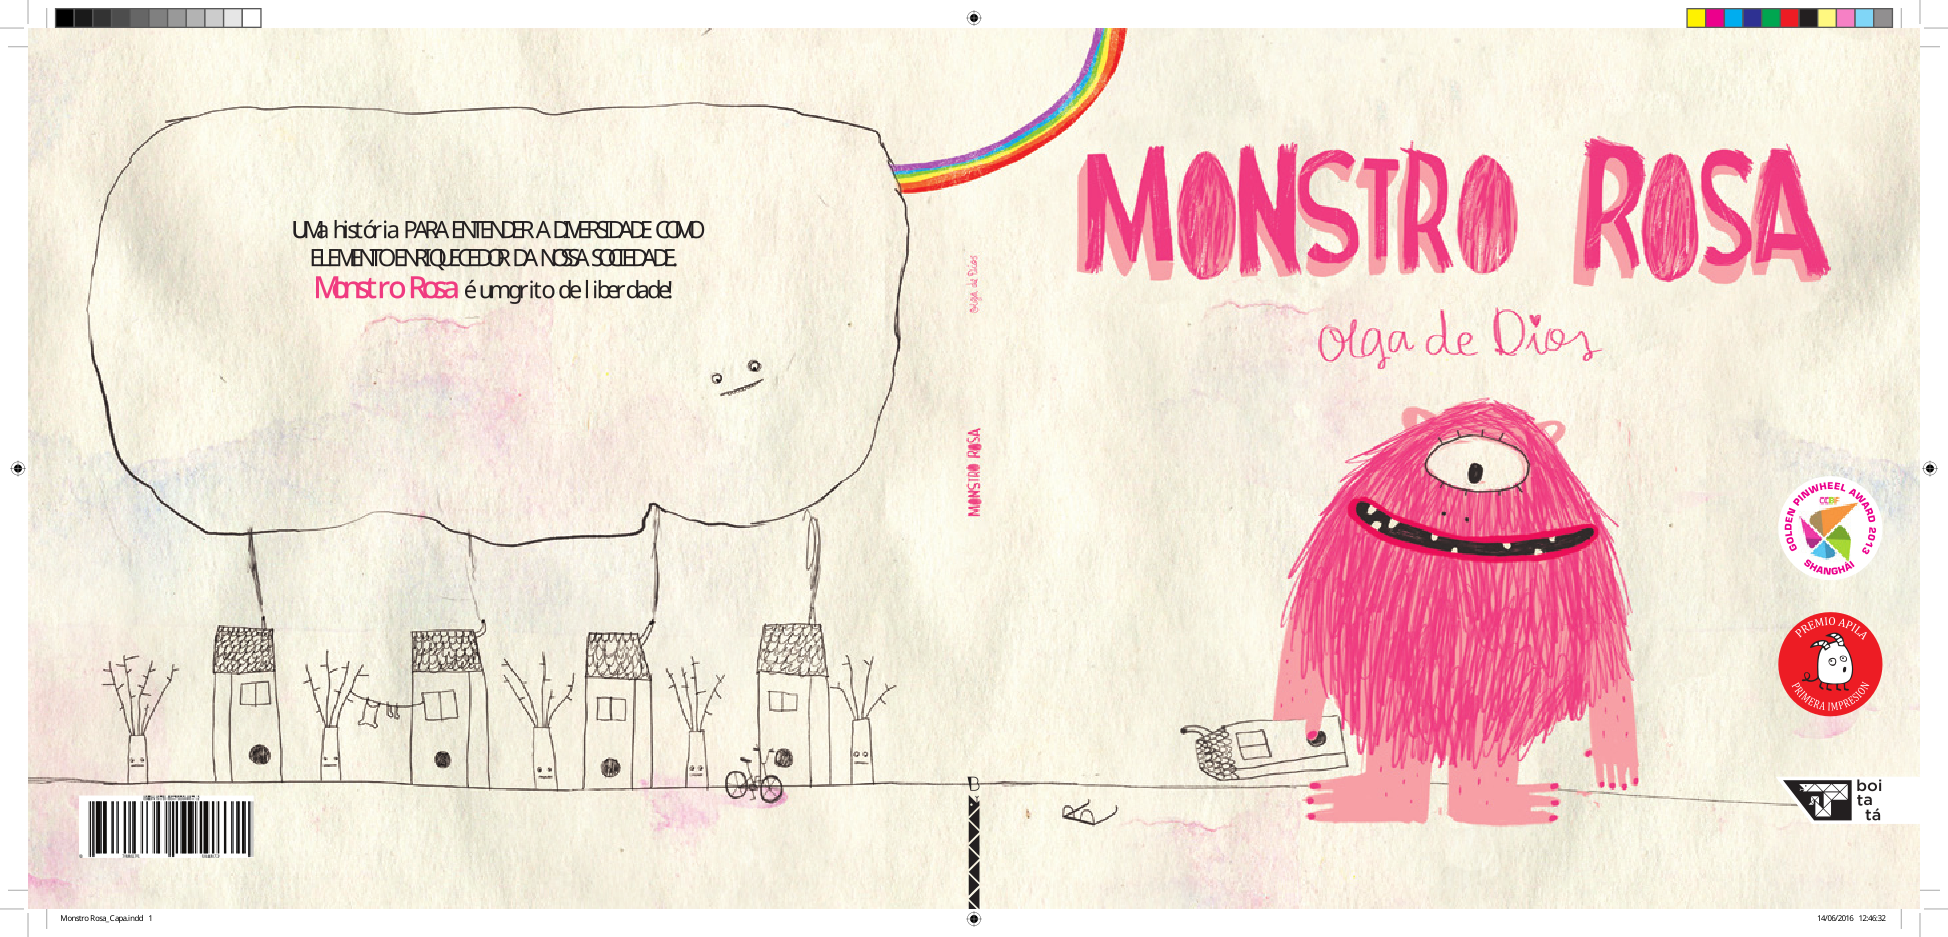 UMa história PARA ENTENDER A DIVERSIDADE COMO
ELEMENTO ENRIQUECEDOR DA NOSSA SOCIEDADE.
Monstro Rosa é um grito de liberdade!
Olga de Dios
MONSTRO ROSA
MONSTRO ROSA
Olga de Dios
GOLDEN PINWHEEL AWARD 2013
CCBF
SHANGHAI
PREMIO APILA
PRIMERA IMPRESION
boi
ta
tá
Monstro Rosa_Capa.indd 1
14/06/2016 12:46:32